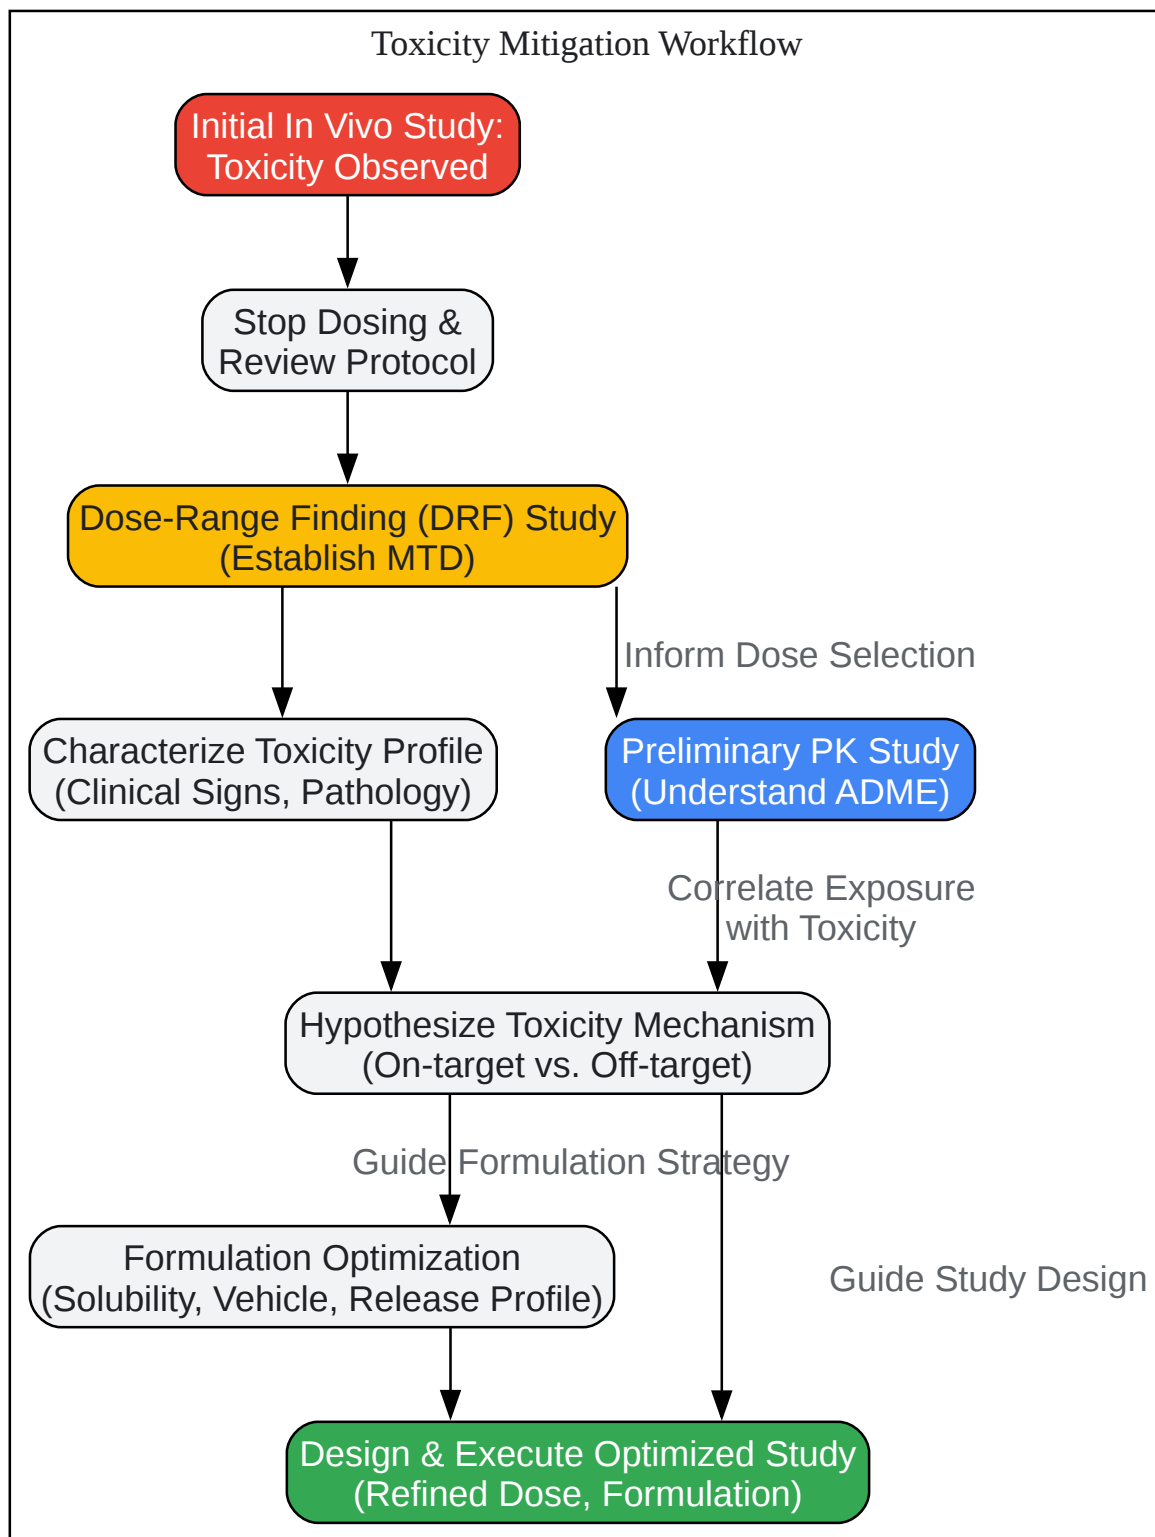 Toxicity Mitigation Workflow
Initial In Vivo Study:
Toxicity Observed
Stop Dosing &
Review Protocol
Dose-Range Finding (DRF) Study
(Establish MTD)
Inform Dose Selection
Characterize Toxicity Profile
(Clinical Signs, Pathology)
Preliminary PK Study
(Understand ADME)
Correlate Exposure
with Toxicity
Hypothesize Toxicity Mechanism
(On-target vs. Off-target)
Guide Formulation Strategy
Formulation Optimization
(Solubility, Vehicle, Release Profile)
Guide Study Design
Design & Execute Optimized Study
(Refined Dose, Formulation)